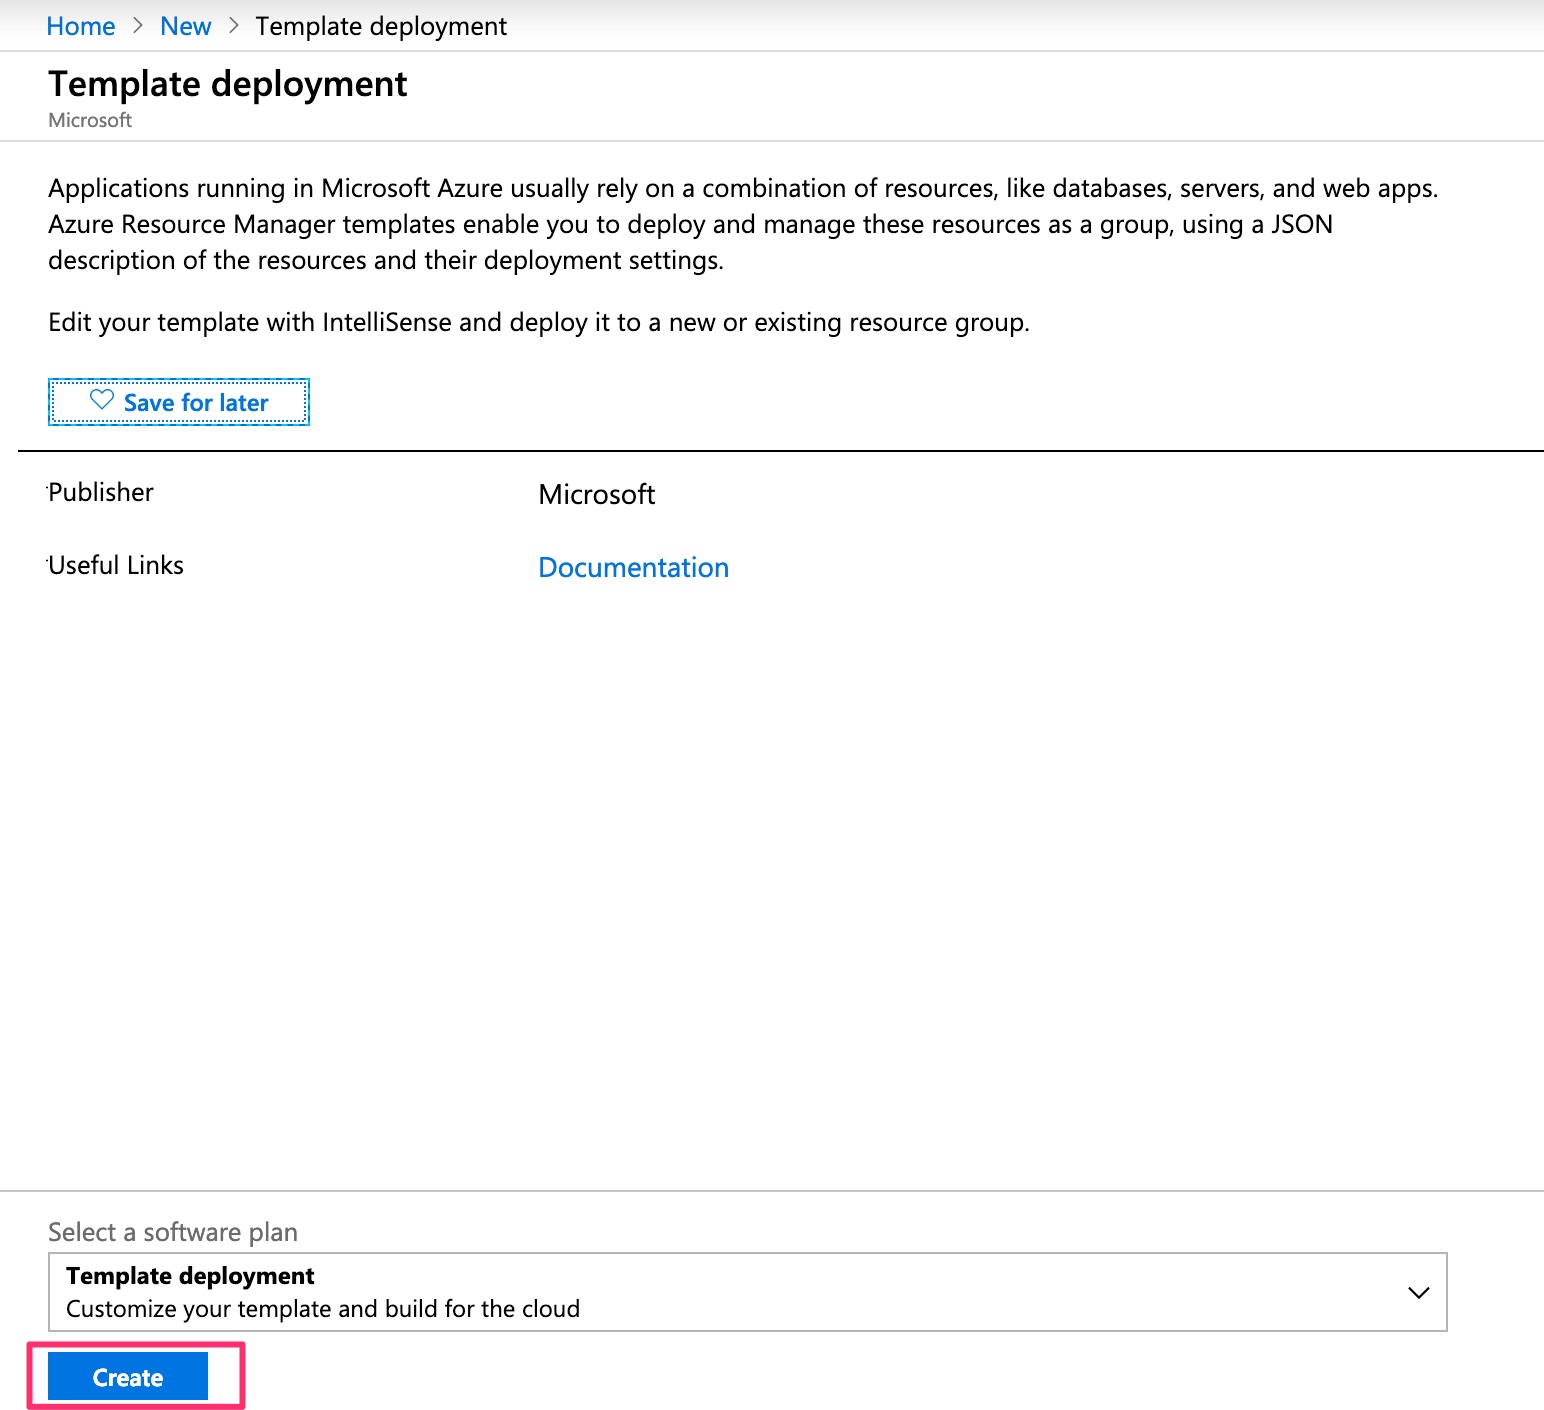 Home > New > Template deployment
Template deployment
Microsoft
Applications running in Microsoft Azure usually rely on a combination of resources, like databases, servers, and web apps.
Azure Resource Manager templates enable you to deploy and manage these resources as a group, using a JSON
description of the resources and their deployment settings.
Edit your template with IntelliSense and deploy it to a new or existing resource group.
Save for later
Publisher Microsoft
Useful Links Documentation
Select a software plan
Template deployment
Customize your template and build for the cloud
Create